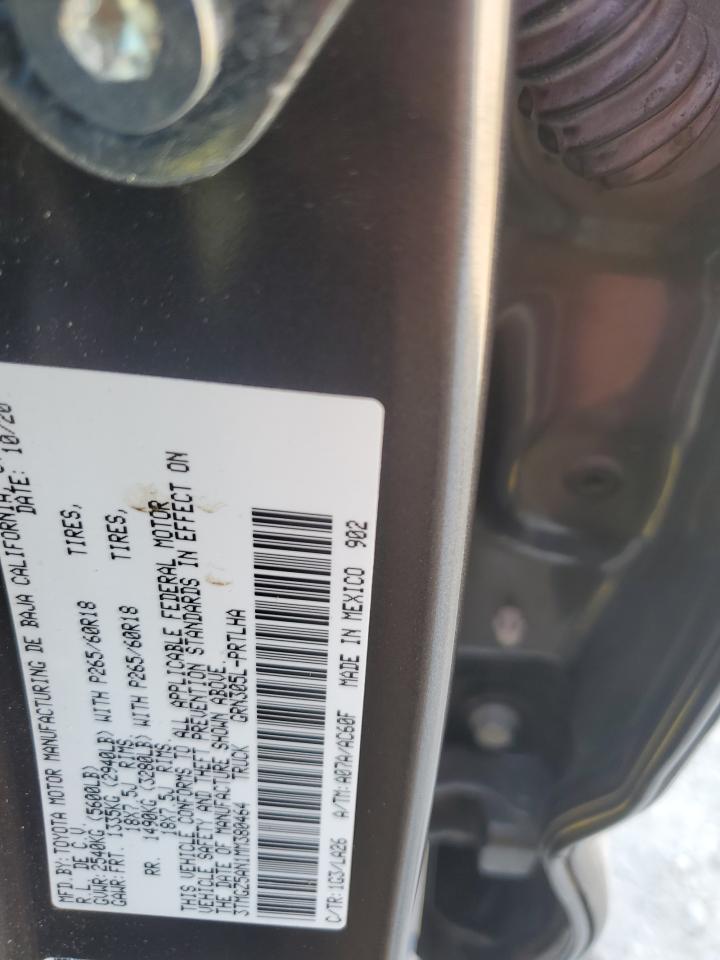 MFD.BY:TOYOTA MOTOR MANUFACTURING DE BAJA CALIFORNIA,
R.L. DE C.V. DATE: 10/20
GVWR:2540KG (5600LB)
GAWR:FRT. 1335KG (2940LB) WITH P265/60R18 TIRES,
18X7.5J RIMS
RR. 1490KG (3280LB) WITH P265/60R18 TIRES,
18X7.5J RIMS
THIS VEHICLE CONFORMS TO ALL APPLICABLE FEDERAL MOTOR
VEHICLE SAFETY AND THEFT PREVENTION STANDARDS IN EFFECT ON
THE DATE OF MANUFACTURE SHOWN ABOVE.
3TMGZ5AN1MM380464 TRUCK GRN305L-PRTLHA
C/TR:1G3/LA26 A/TM:A07A/AC60F MADE IN MEXICO 902